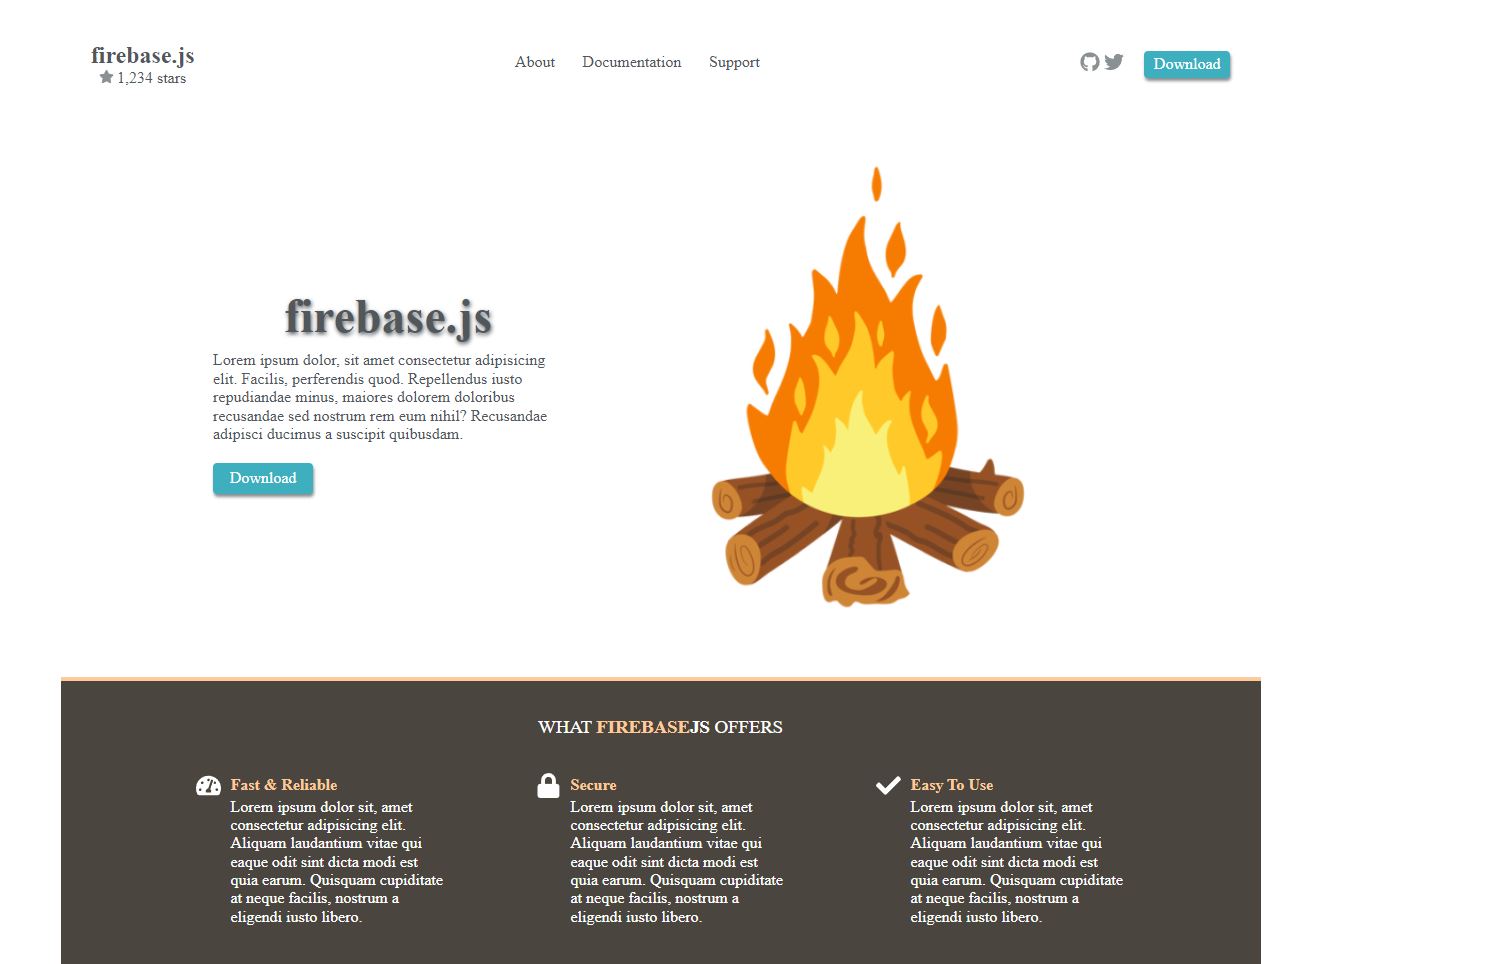 firebase.js
1,234 stars
About Documentation Support
Download
firebase.js
Lorem ipsum dolor, sit amet consectetur adipisicing
elit. Facilis, perferendis quod. Repellendus iusto
repudiandae minus, maiores dolorem doloribus
recusandae sed nostrum rem eum nihil? Recusandae
adipisci ducimus a suscipit quibusdam.
Download
WHAT FIREBASEJS OFFERS
Fast & Reliable
Lorem ipsum dolor sit, amet
consectetur adipisicing elit.
Aliquam laudantium vitae qui
eaque odit sint dicta modi est
quia earum. Quisquam cupiditate
at neque facilis, nostrum a
eligendi iusto libero.
Secure
Lorem ipsum dolor sit, amet
consectetur adipisicing elit.
Aliquam laudantium vitae qui
eaque odit sint dicta modi est
quia earum. Quisquam cupiditate
at neque facilis, nostrum a
eligendi iusto libero.
Easy To Use
Lorem ipsum dolor sit, amet
consectetur adipisicing elit.
Aliquam laudantium vitae qui
eaque odit sint dicta modi est
quia earum. Quisquam cupiditate
at neque facilis, nostrum a
eligendi iusto libero.